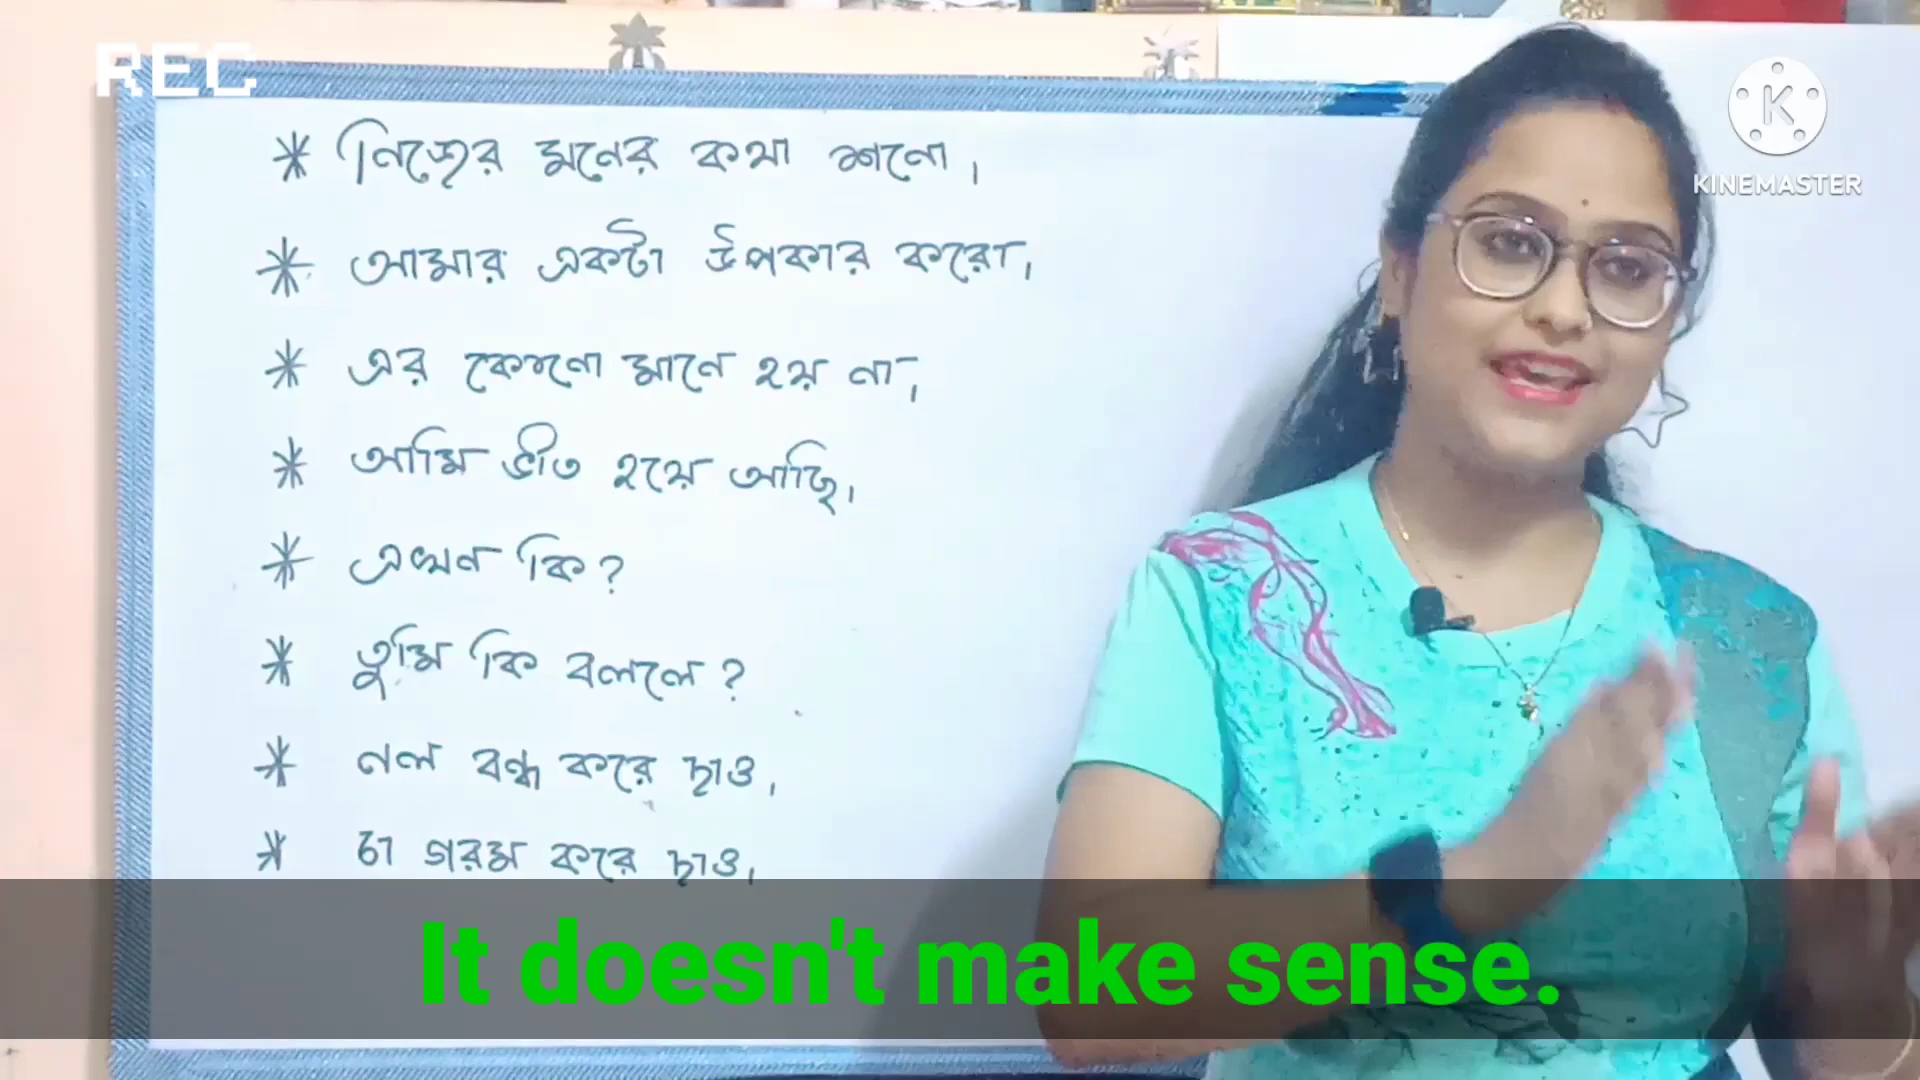 REC
KINEMASTER
* নিজের মনের কথা শোনো।
* আমার একটা উপকার করো।
* এর কোনো মানে হয় না।
* আমি ভীত হয়ে আছি।
* এখন কি?
* তুমি কি বললে?
* নল বন্ধ করে দাও।
* চা গরম করে দাও।
It doesn't make sense.